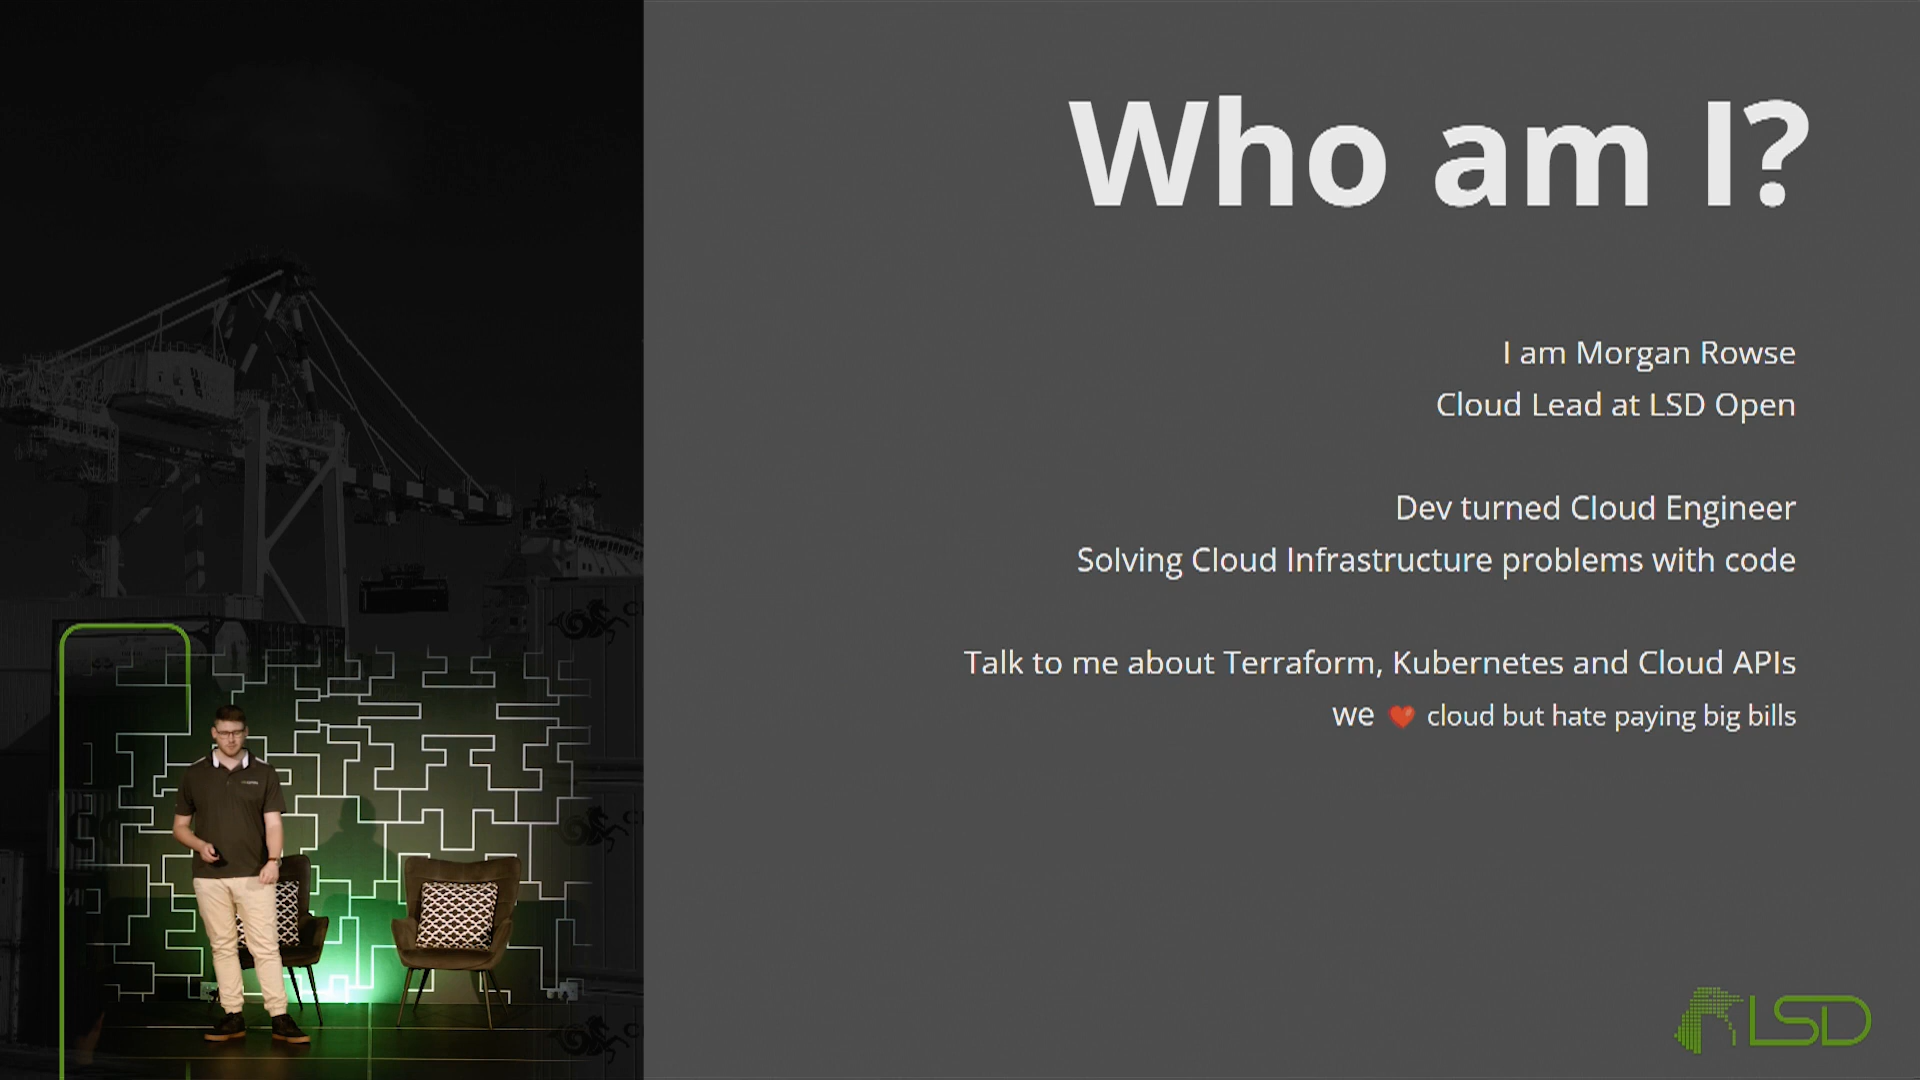 Who am I?
I am Morgan Rowse
Cloud Lead at LSD Open
Dev turned Cloud Engineer
Solving Cloud Infrastructure problems with code
Talk to me about Terraform, Kubernetes and Cloud APIs
we ❤️ cloud but hate paying big bills
LSD